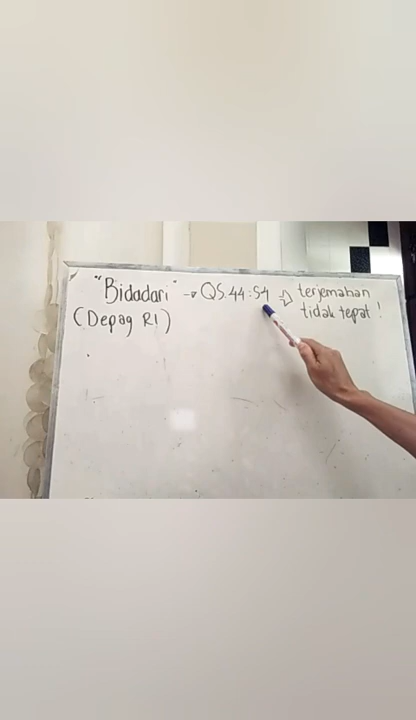 "Bidadari" → QS.44:54 ⇨ terjemahan
(Depag RI) tidak tepat!